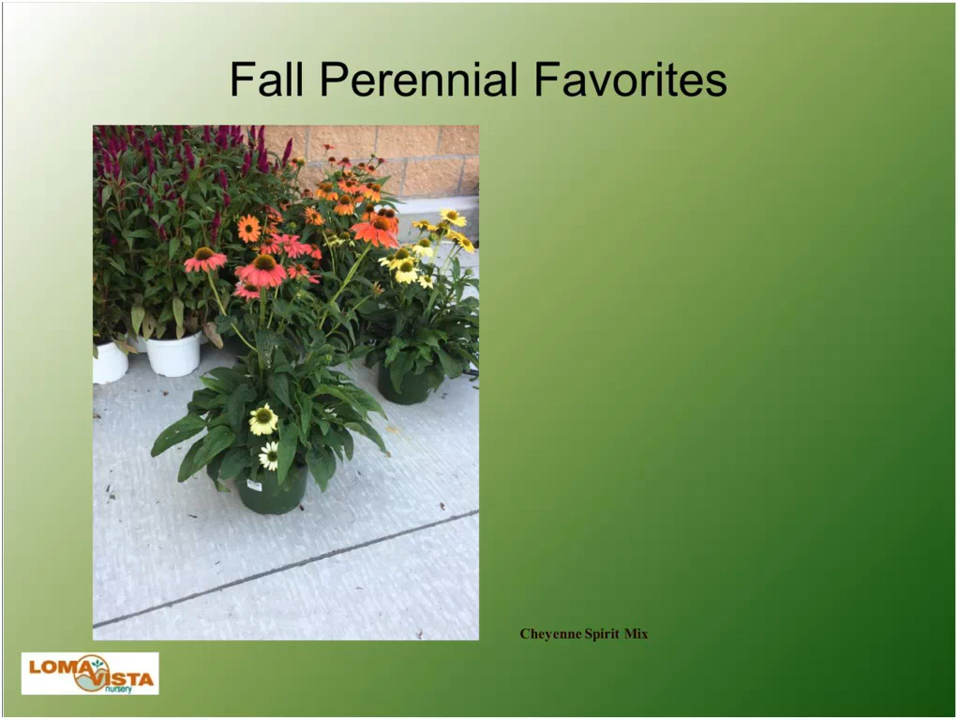 Fall Perennial Favorites
Cheyenne Spirit Mix
LOMA VISTA
nursery